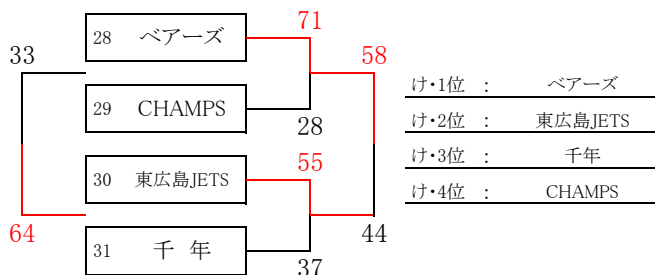 71
28 ベアーズ
33
58
29 CHAMPS
28
30 東広島JETS
55
64
31 千 年
44
37
け・1位 : ベアーズ
け・2位 : 東広島JETS
け・3位 : 千年
け・4位 : CHAMPS